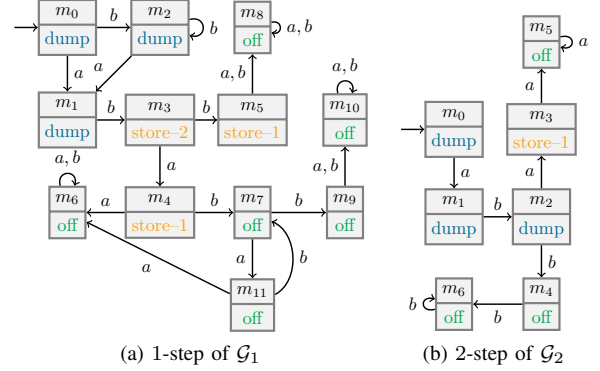 m₀
dump
b
m₂
dump
b
a
a
m₁
dump
b
m₃
store–2
b
m₅
store–1
a, b
m₈
off
a, b
a
m₄
store–1
a
m₆
off
a, b
b
m₇
off
b
m₉
off
a, b
m₁₀
off
a, b
a
b
m₁₁
off
a
(a) 1-step of 𝒢₁
m₀
dump
a
m₁
dump
b
m₂
dump
a
m₃
store–1
a
m₅
off
a
b
m₄
off
b
m₆
off
b
(b) 2-step of 𝒢₂